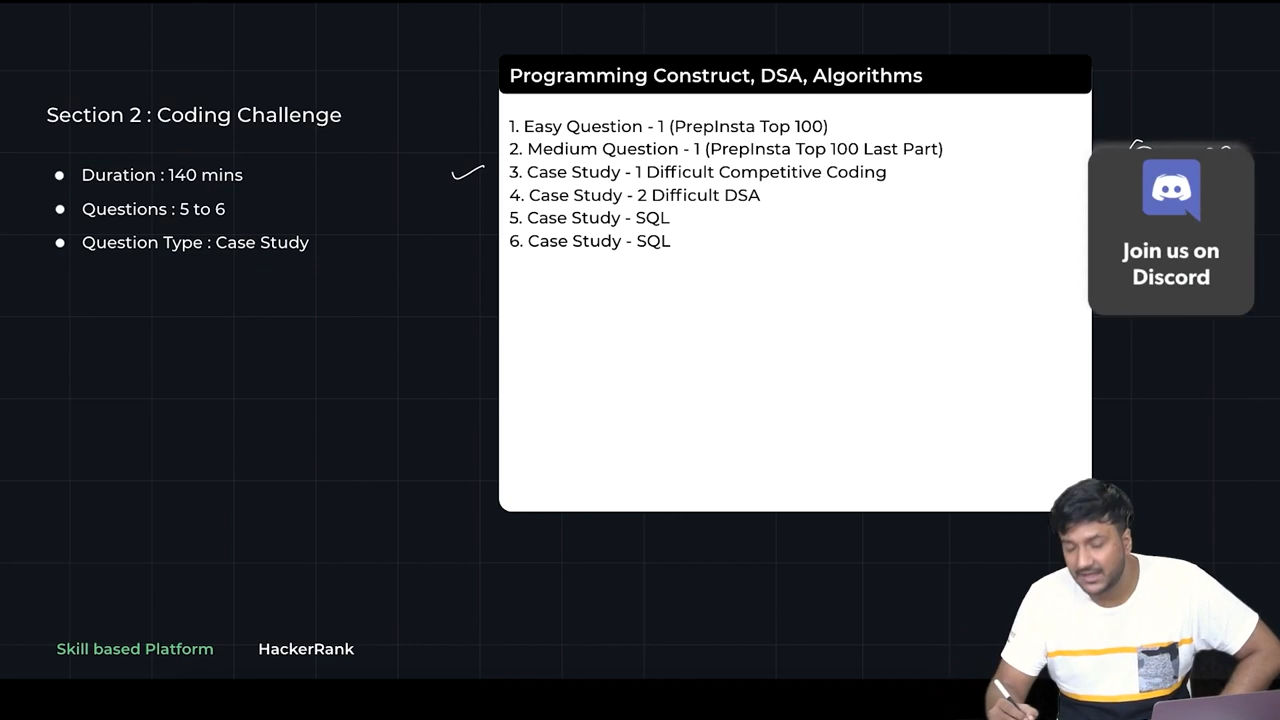 Section 2 : Coding Challenge
Duration : 140 mins
Questions : 5 to 6
Question Type : Case Study
Programming Construct, DSA, Algorithms
1. Easy Question - 1 (PrepInsta Top 100)
2. Medium Question - 1 (PrepInsta Top 100 Last Part)
3. Case Study - 1 Difficult Competitive Coding
4. Case Study - 2 Difficult DSA
5. Case Study - SQL
6. Case Study - SQL
Join us on
Discord
Skill based Platform
HackerRank